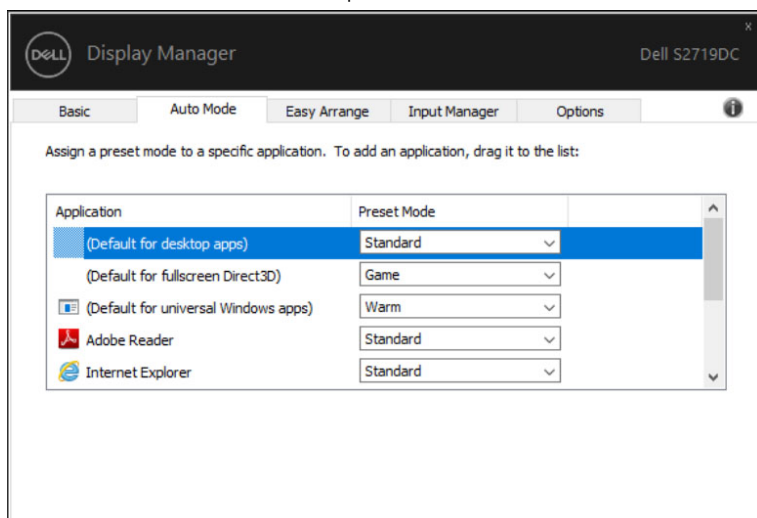 x
DELL Display Manager Dell S2719DC
Basic Auto Mode Easy Arrange Input Manager Options
Assign a preset mode to a specific application. To add an application, drag it to the list:
Application Preset Mode
(Default for desktop apps) Standard
(Default for fullscreen Direct3D) Game
(Default for universal Windows apps) Warm
Adobe Reader Standard
Internet Explorer Standard